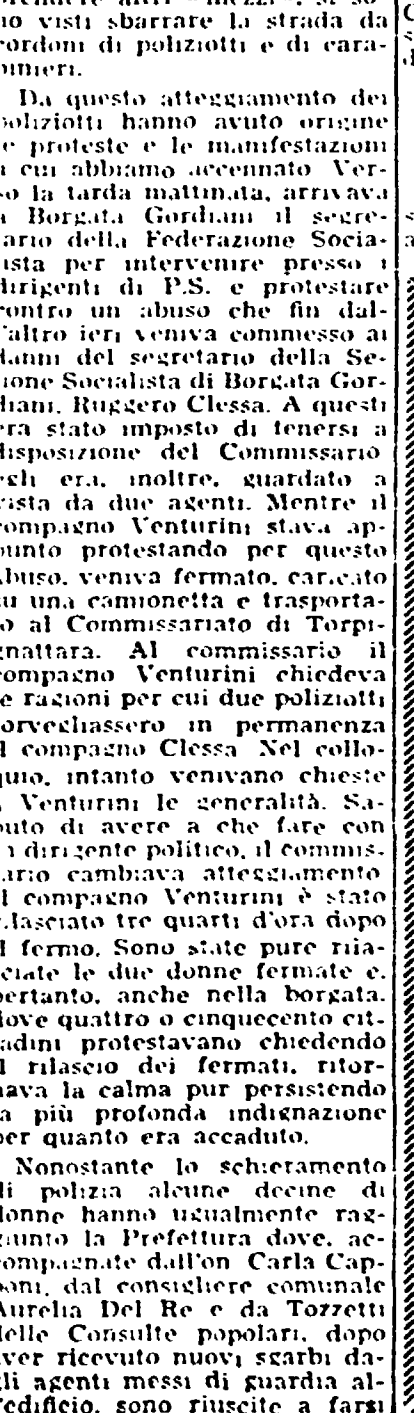 no visti sbarrare la strada da
cordoni di poliziotti e di cara-
binieri.
Da questo atteggiamento dei
poliziotti hanno avuto origine
le proteste e le manifestazioni
a cui abbiamo accennato Ver-
so la tarda mattinata, arrivava
a Borgata Gordiani il segre-
tario della Federazione Socia-
lista per intervenire presso i
dirigenti di P.S. e protestare
contro un abuso che fin dal-
l'altro ieri veniva commesso ai
danni del segretario della Se-
zione Socialista di Borgata Gor-
diani, Ruggero Clessa. A questi
era stato imposto di tenersi a
disposizione del Commissario
egli era, inoltre, guardato a
vista da due agenti. Mentre il
compagno Venturini stava ap-
punto protestando per questo
abuso, veniva fermato, caricato
su una camionetta e trasporta-
to al Commissariato di Torpi-
gnattara. Al commissario il
compagno Venturini chiedeva
le ragioni per cui due poliziotti
sorvegliassero in permanenza
il compagno Clessa Nel collo-
quio, intanto venivano chieste
a Venturini le generalità. Sa-
puto di avere a che fare con
un dirigente politico, il commis-
sario cambiava atteggiamento
Il compagno Venturini è stato
rilasciato tre quarti d'ora dopo
il fermo. Sono state pure rila-
sciate le due donne fermate e,
pertanto, anche nella borgata,
dove quattro o cinquecento cit-
tadini protestavano chiedendo
il rilascio dei fermati, ritor-
nava la calma pur persistendo
la più profonda indignazione
per quanto era accaduto.
Nonostante lo schieramento
di polizia alcune decine di
donne hanno ugualmente rag-
giunto la Prefettura dove, ac-
compagnate dall'on Carla Cap-
poni, dal consigliere comunale
Aurelia Del Re e da Tozzetti
delle Consulte popolari, dopo
aver ricevuto nuovi sgarbi da-
gli agenti messi di guardia al-
l'edificio, sono riuscite a farsi